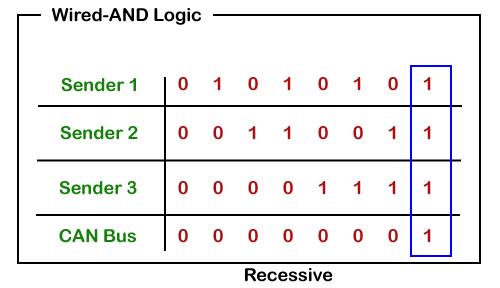 Wired-AND Logic
Sender 1 0 1 0 1 0 1 0 1
Sender 2 0 0 1 1 0 0 1 1
Sender 3 0 0 0 0 1 1 1 1
CAN Bus 0 0 0 0 0 0 0 1
Recessive